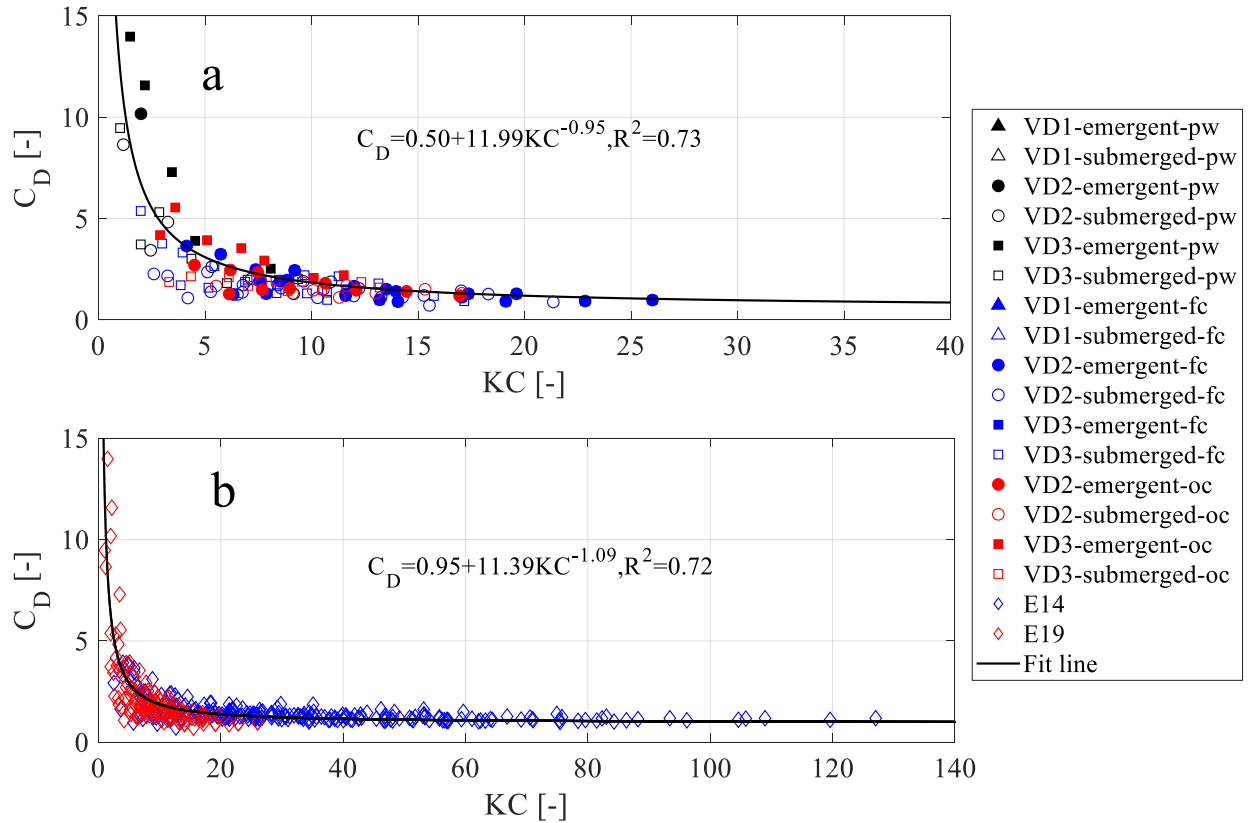 15
10
5
0
C_D [-]
a
C_D=0.50+11.99KC^-0.95,R^2=0.73
0 5 10 15 20 25 30 35 40
KC [-]
15
10
5
0
C_D [-]
b
C_D=0.95+11.39KC^-1.09,R^2=0.72
0 20 40 60 80 100 120 140
KC [-]
VD1-emergent-pw
VD1-submerged-pw
VD2-emergent-pw
VD2-submerged-pw
VD3-emergent-pw
VD3-submerged-pw
VD1-emergent-fc
VD1-submerged-fc
VD2-emergent-fc
VD2-submerged-fc
VD3-emergent-fc
VD3-submerged-fc
VD2-emergent-oc
VD2-submerged-oc
VD3-emergent-oc
VD3-submerged-oc
E14
E19
Fit line